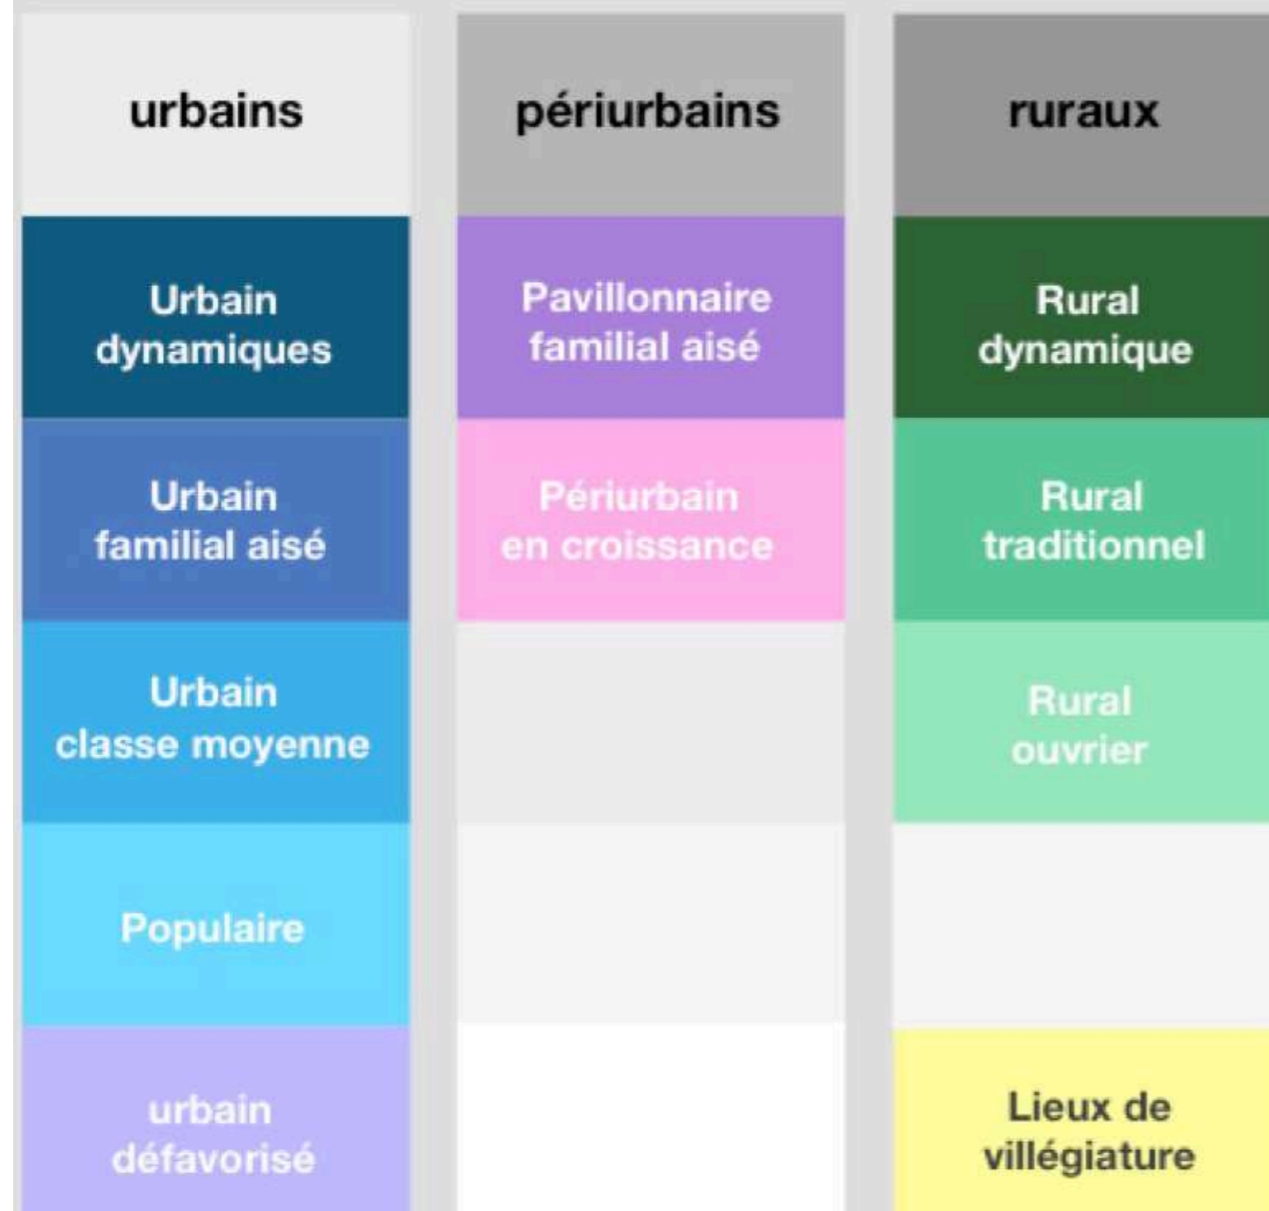 urbains
périurbains
ruraux
Urbain
dynamiques
Pavillonnaire
familial aisé
Rural
dynamique
Urbain
familial aisé
Périurbain
en croissance
Rural
traditionnel
Urbain
classe moyenne
Rural
ouvrier
Populaire
urbain
défavorisé
Lieux de
villégiature